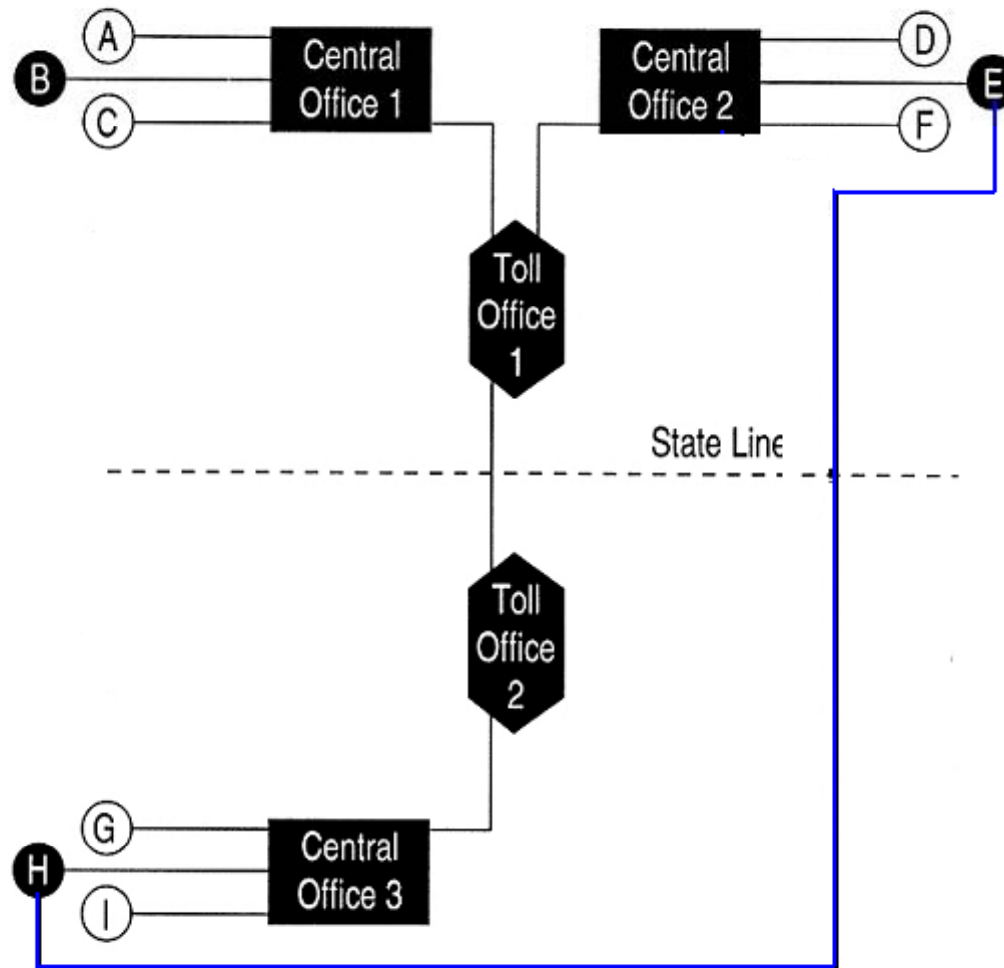 A
B
C
Central
Office 1
Central
Office 2
D
E
F
Toll
Office
1
State Line
Toll
Office
2
G
H
I
Central
Office 3